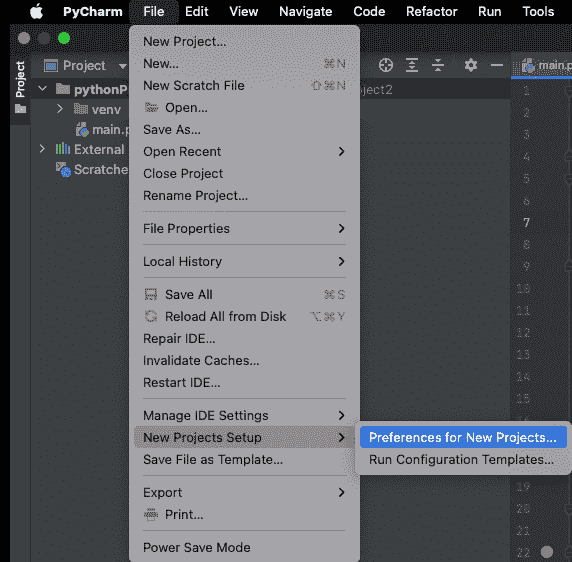 PyCharm File Edit View Navigate Code Refactor Run Tools
Project
Project
main.p
New Project...
New... ⌘N
New Scratch File ⇧⌘N
Open...
Save As...
Open Recent
Close Project
Rename Project...
File Properties
Local History
Save All ⌘S
Reload All from Disk ⌥⌘Y
Repair IDE...
Invalidate Caches...
Restart IDE...
Manage IDE Settings
New Projects Setup
Save File as Template...
Export
Print...
Power Save Mode
Preferences for New Projects...
Run Configuration Templates...
pythonP
ject2
venv
main.p
External
Scratche
1
2
3
4
5
6
7
8
9
10
11
12
13
14
15
19
20
21
22